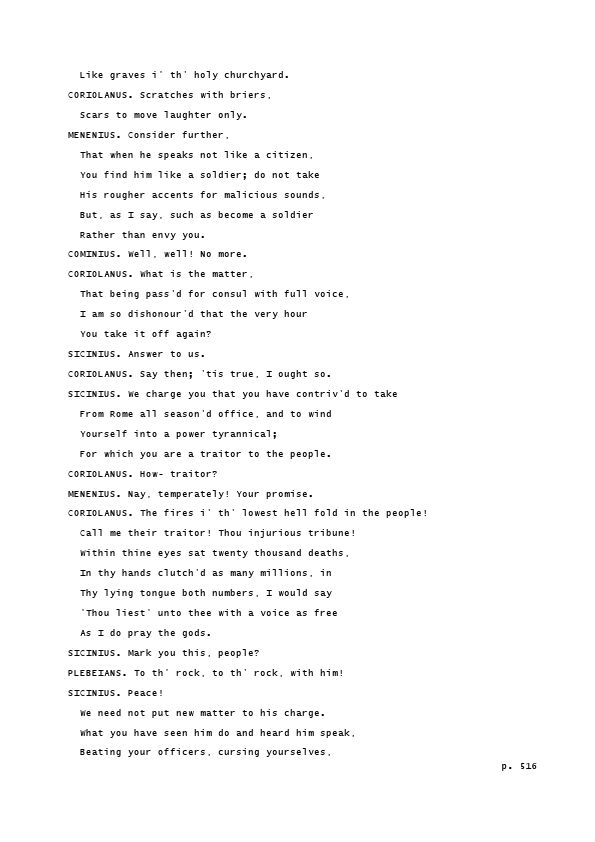 Like graves i' th' holy churchyard.
CORIOLANUS. Scratches with briers,
Scars to move laughter only.
MENENIUS. Consider further,
That when he speaks not like a citizen,
You find him like a soldier; do not take
His rougher accents for malicious sounds,
But, as I say, such as become a soldier
Rather than envy you.
COMINIUS. Well, well! No more.
CORIOLANUS. What is the matter,
That being pass'd for consul with full voice,
I am so dishonour'd that the very hour
You take it off again?
SICINIUS. Answer to us.
CORIOLANUS. Say then; 'tis true, I ought so.
SICINIUS. We charge you that you have contriv'd to take
From Rome all season'd office, and to wind
Yourself into a power tyrannical;
For which you are a traitor to the people.
CORIOLANUS. How- traitor?
MENENIUS. Nay, temperately! Your promise.
CORIOLANUS. The fires i' th' lowest hell fold in the people!
Call me their traitor! Thou injurious tribune!
Within thine eyes sat twenty thousand deaths,
In thy hands clutch'd as many millions, in
Thy lying tongue both numbers, I would say
'Thou liest' unto thee with a voice as free
As I do pray the gods.
SICINIUS. Mark you this, people?
PLEBEIANS. To th' rock, to th' rock, with him!
SICINIUS. Peace!
We need not put new matter to his charge.
What you have seen him do and heard him speak,
Beating your officers, cursing yourselves,
p. 516